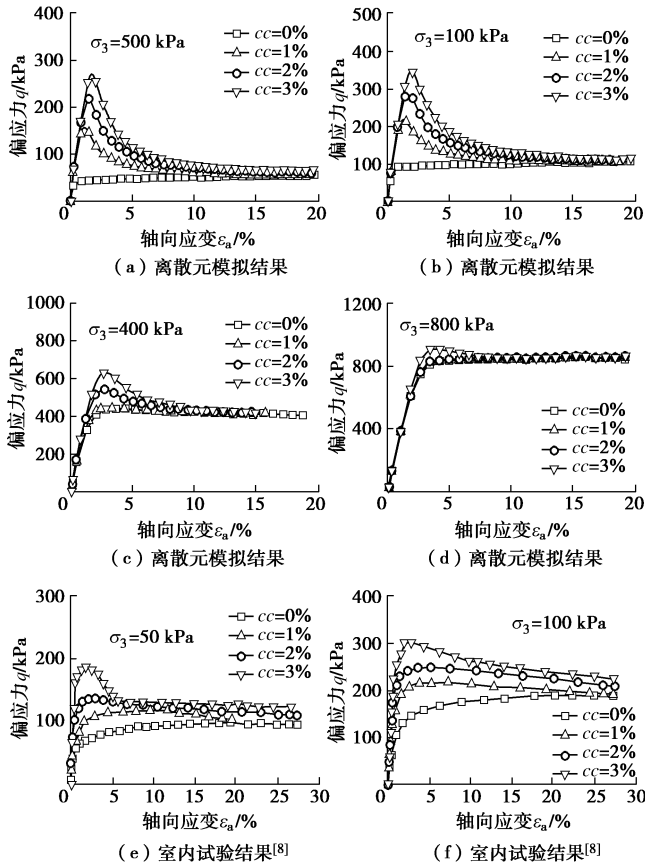 400
300
200
100
0
偏应力q/kPa
σ3=500 kPa
cc=0%
cc=1%
cc=2%
cc=3%
0 5 10 15 20
轴向应变εa/%
(a)离散元模拟结果
500
400
300
200
100
0
偏应力q/kPa
σ3=100 kPa
cc=0%
cc=1%
cc=2%
cc=3%
0 5 10 15 20
轴向应变εa/%
(b)离散元模拟结果
1000
800
600
400
200
0
偏应力q/kPa
σ3=400 kPa
cc=0%
cc=1%
cc=2%
cc=3%
0 5 10 15 20
轴向应变εa/%
(c)离散元模拟结果
1200
800
400
偏应力q/kPa
σ3=800 kPa
cc=0%
cc=1%
cc=2%
cc=3%
0 5 10 15 20
轴向应变εa/%
(d)离散元模拟结果
300
200
100
偏应力q/kPa
σ3=50 kPa
cc=0%
cc=1%
cc=2%
cc=3%
0 5 10 15 20 25 30
轴向应变εa/%
(e)室内试验结果[8]
400
300
200
100
偏应力q/kPa
σ3=100 kPa
cc=0%
cc=1%
cc=2%
cc=3%
0 5 10 15 20 25 30
轴向应变εa/%
(f)室内试验结果[8]